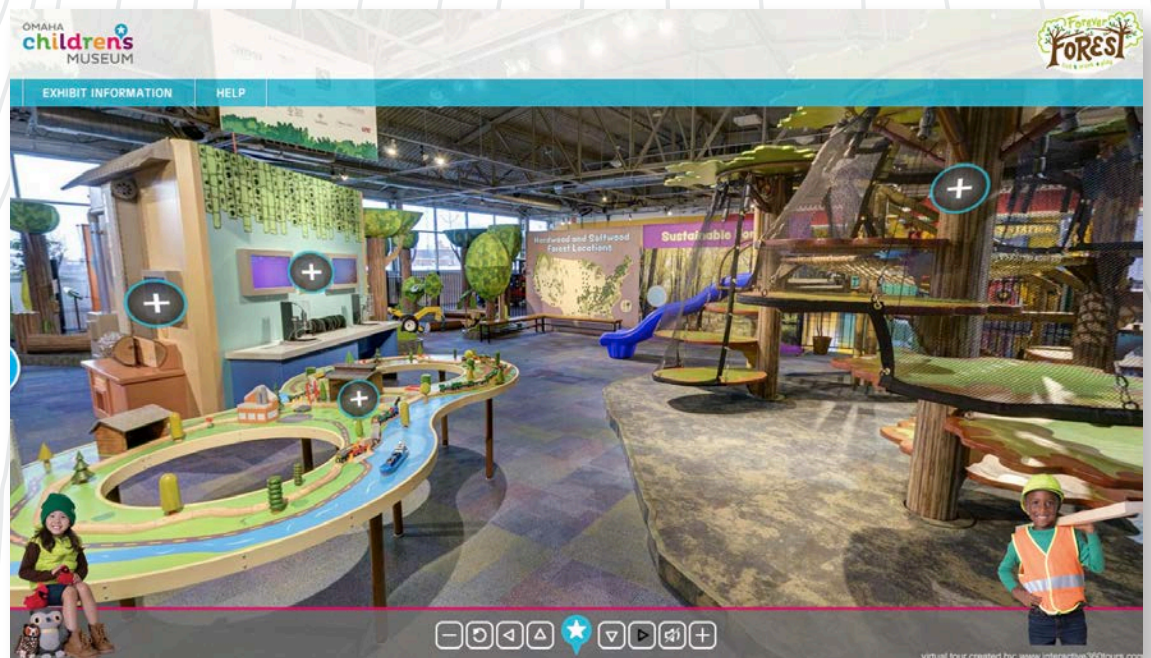 OMAHA
children's
MUSEUM
Forever
FOREST
EXHIBIT INFORMATION
HELP
Hardwood and Softwood
Forest Locations
Sustainable
virtual tour created by: www.interactive360tours.com